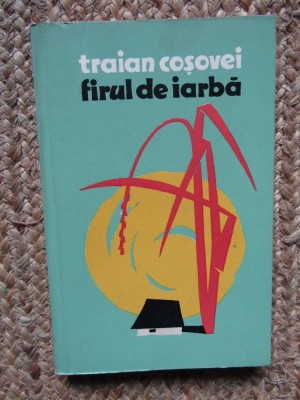 traian coșovei
firul de iarbă